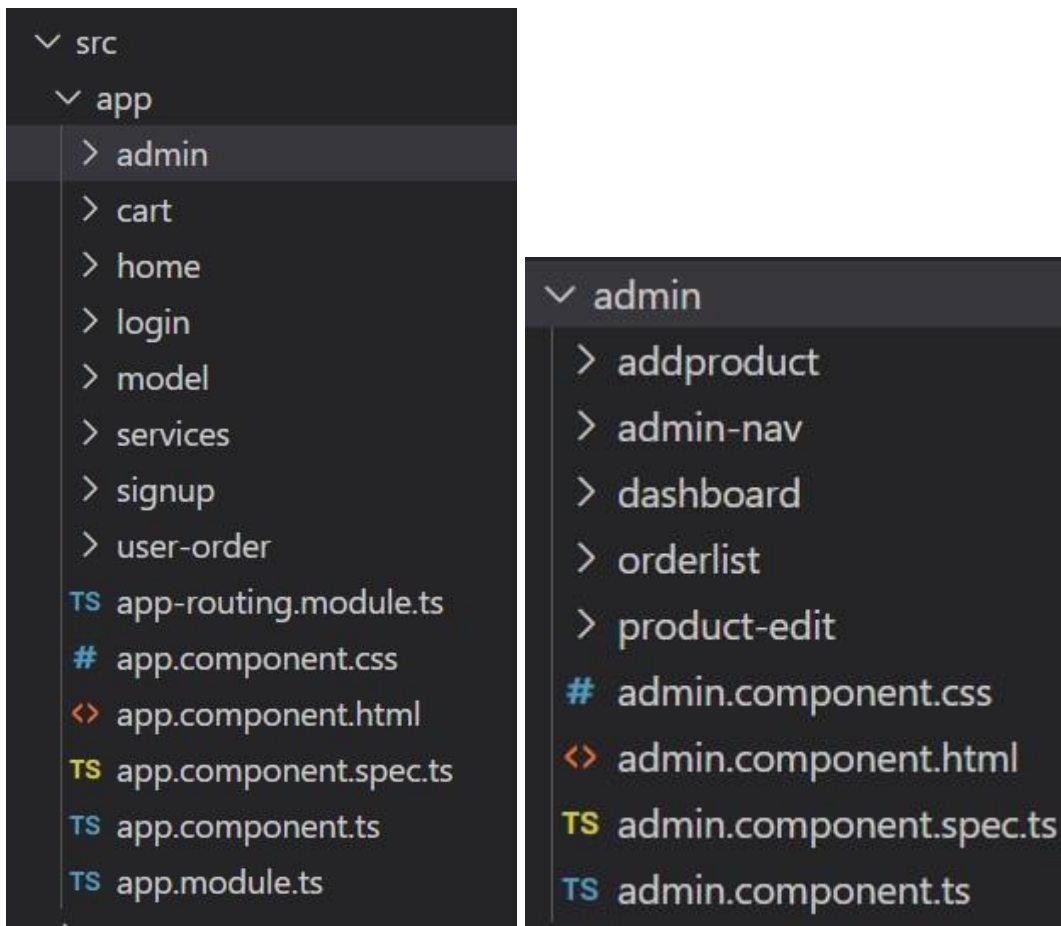 src
app
admin
cart
home
login
model
services
signup
user-order
TS app-routing.module.ts
# app.component.css
<> app.component.html
TS app.component.spec.ts
TS app.component.ts
TS app.module.ts
admin
addproduct
admin-nav
dashboard
orderlist
product-edit
# admin.component.css
<> admin.component.html
TS admin.component.spec.ts
TS admin.component.ts